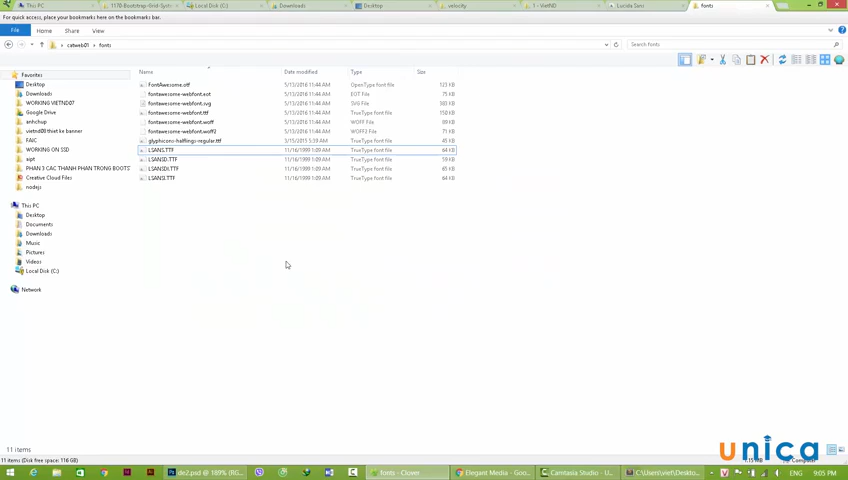 This PC
1170-Bootstrap-Grid-Syst
Local Disk (C:)
Downloads
Desktop
velocity
1 - VietND
Lucida Sans
fonts
For quick access, place your bookmarks here on the bookmarks bar.
File Home Share View
catweb01 fonts
Search fonts
Name Date modified Type Size
Favorites
Desktop
Downloads
WORKING VIETND07
Google Drive
anhchup
vietnd08 thiet ke banner
FAIC
WORKING ON SSD
aipt
PHAN 3 CAC THANH PHAN TRONG BOOTS
Creative Cloud Files
nodejs
This PC
Desktop
Documents
Downloads
Music
Pictures
Videos
Local Disk (C:)
Network
FontAwesome.otf 5/13/2016 11:44 AM OpenType font file 123 KB
fontawesome-webfont.eot 5/13/2016 11:44 AM EOT File 75 KB
fontawesome-webfont.svg 5/13/2016 11:44 AM SVG File 383 KB
fontawesome-webfont.ttf 5/13/2016 11:44 AM TrueType font file 150 KB
fontawesome-webfont.woff 5/13/2016 11:44 AM WOFF File 89 KB
fontawesome-webfont.woff2 5/13/2016 11:44 AM WOFF2 File 71 KB
glyphicons-halflings-regular.ttf 3/15/2015 5:39 AM TrueType font file 45 KB
LSANS.TTF 11/16/1999 1:09 AM TrueType font file 64 KB
LSANSD.TTF 11/16/1999 1:09 AM TrueType font file 59 KB
LSANSDI.TTF 11/16/1999 1:09 AM TrueType font file 65 KB
LSANSI.TTF 11/16/1999 1:09 AM TrueType font file 64 KB
11 items
11 items (Disk free space: 116 GB)
unica
de2.psd @ 189% (RG...
fonts - Clover
Elegant Media - Goo...
Camtasia Studio - U...
C:\Users\viet\Deskto...
ENG
9:05 PM